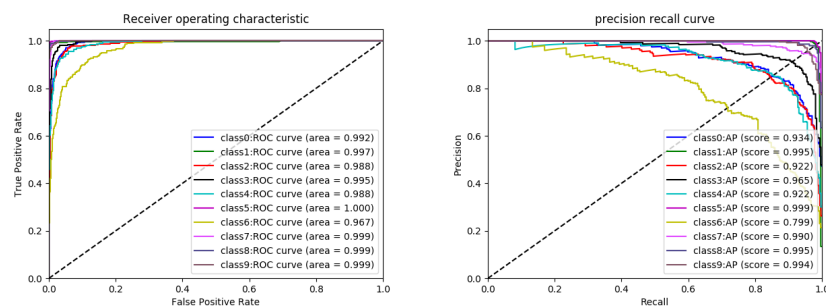 Receiver operating characteristic
1.0
0.8
0.6
0.4
0.2
0.0
True Positive Rate
class0:ROC curve (area = 0.992)
class1:ROC curve (area = 0.997)
class2:ROC curve (area = 0.988)
class3:ROC curve (area = 0.995)
class4:ROC curve (area = 0.988)
class5:ROC curve (area = 1.000)
class6:ROC curve (area = 0.967)
class7:ROC curve (area = 0.999)
class8:ROC curve (area = 0.999)
class9:ROC curve (area = 0.999)
0.0 0.2 0.4 0.6 0.8 1.0
False Positive Rate
precision recall curve
1.0
0.8
0.6
0.4
0.2
0.0
Precision
class0:AP (score = 0.934)
class1:AP (score = 0.995)
class2:AP (score = 0.922)
class3:AP (score = 0.965)
class4:AP (score = 0.922)
class5:AP (score = 0.999)
class6:AP (score = 0.799)
class7:AP (score = 0.990)
class8:AP (score = 0.995)
class9:AP (score = 0.994)
0.0 0.2 0.4 0.6 0.8 1.0
Recall